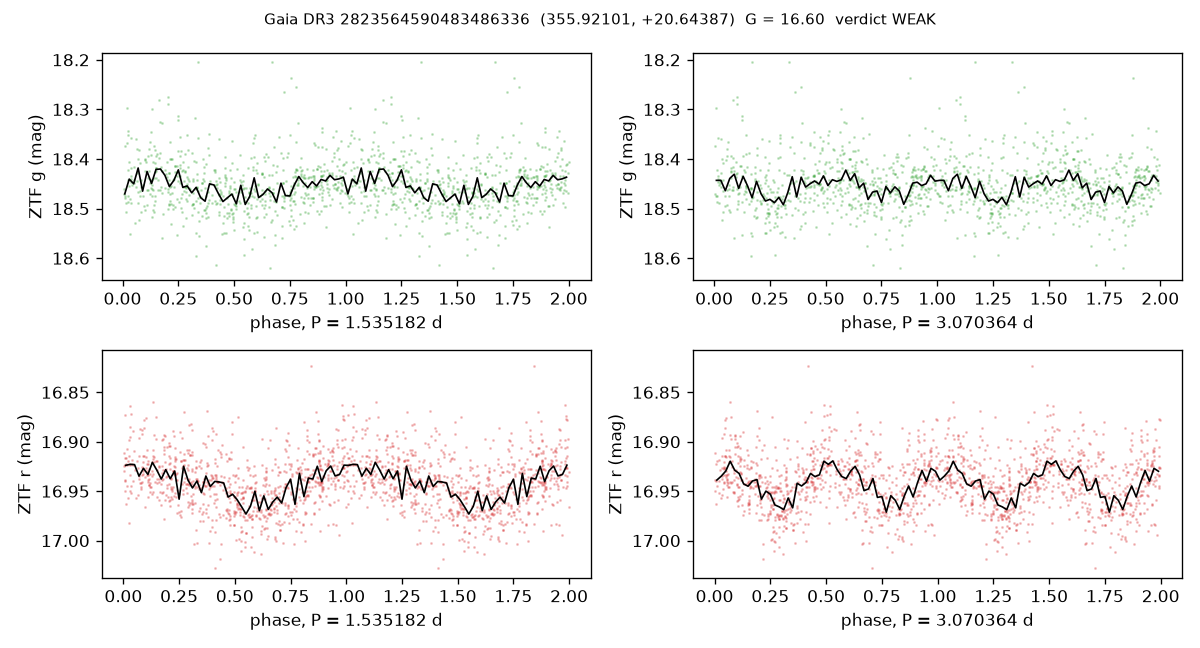 Gaia DR3 2823564590483486336  (355.92101, +20.64387)  G = 16.60  verdict WEAK
18.2
18.3
18.4
18.5
18.6
ZTF g (mag)
0.00 0.25 0.50 0.75 1.00 1.25 1.50 1.75 2.00
phase, P = 1.535182 d
18.2
18.3
18.4
18.5
18.6
ZTF g (mag)
0.00 0.25 0.50 0.75 1.00 1.25 1.50 1.75 2.00
phase, P = 3.070364 d
16.85
16.90
16.95
17.00
ZTF r (mag)
0.00 0.25 0.50 0.75 1.00 1.25 1.50 1.75 2.00
phase, P = 1.535182 d
16.85
16.90
16.95
17.00
ZTF r (mag)
0.00 0.25 0.50 0.75 1.00 1.25 1.50 1.75 2.00
phase, P = 3.070364 d